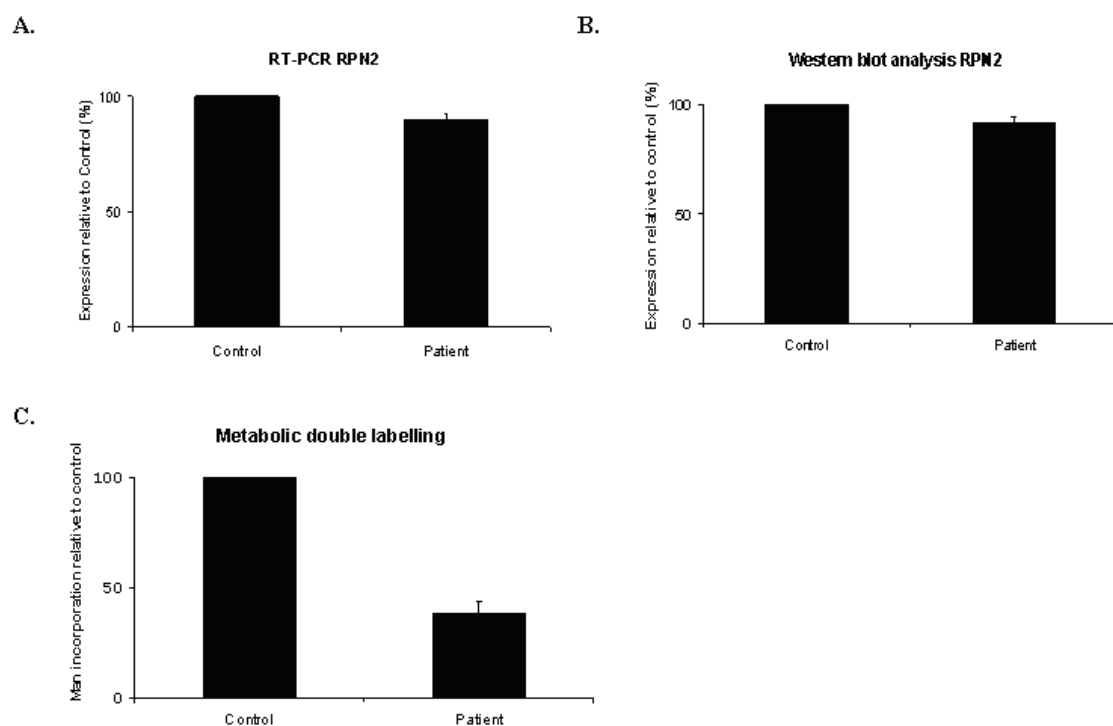 A.
RT-PCR RPN2
Expression relative to Control (%)
100
50
0
Control Patient
B.
Western blot analysis RPN2
Expression relative to control (%)
100
50
0
Control Patient
C.
Metabolic double labelling
Man incorporation relative to control
100
50
0
Control Patient